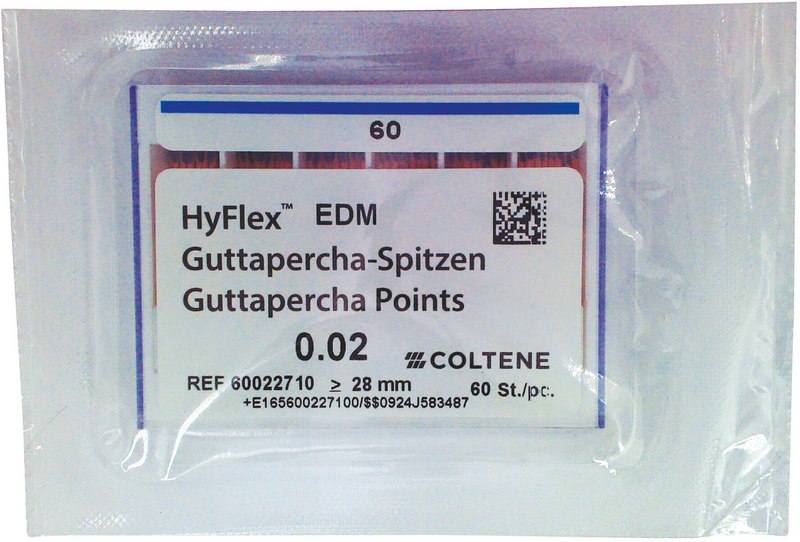 60
HyFlex™ EDM
Guttapercha-Spitzen
Guttapercha Points
0.02
COLTENE
REF 60022710 ≥ 28 mm 60 St./pc.
+E165600227100/$$0924J583487